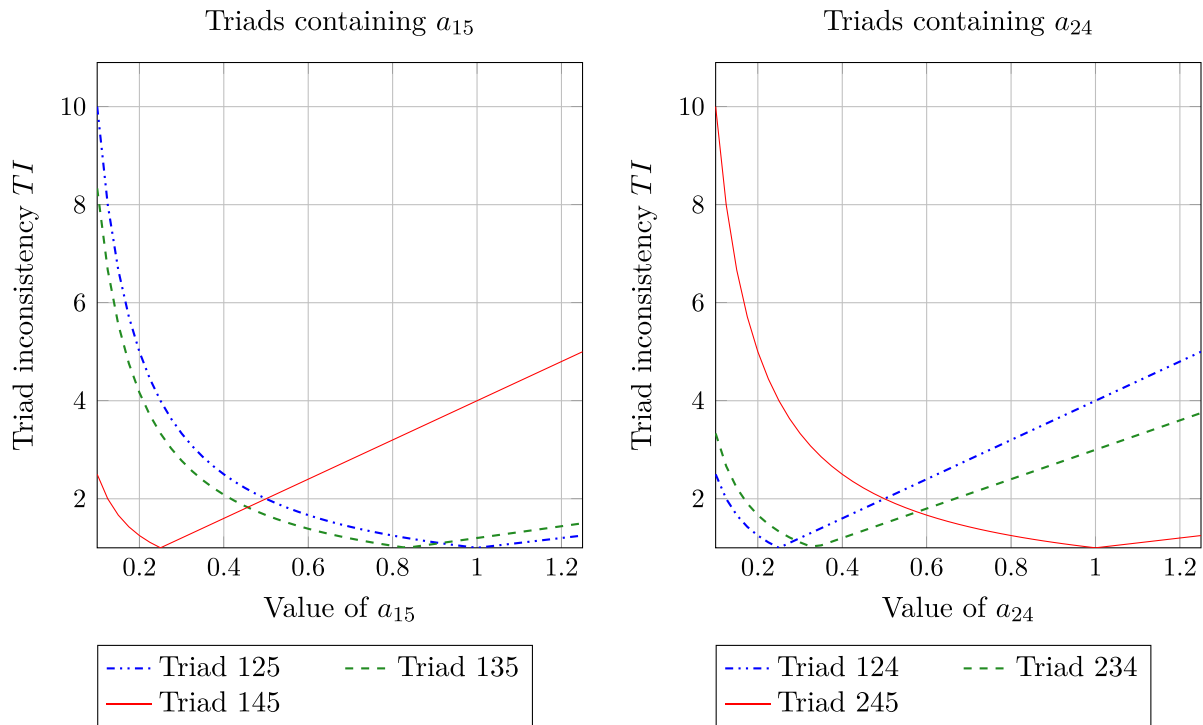 Triads containing a₁₅
10
8
6
4
2
0.2 0.4 0.6 0.8 1 1.2
Triad inconsistency TI
Value of a₁₅
Triad 125 Triad 135
Triad 145
Triads containing a₂₄
10
8
6
4
2
0.2 0.4 0.6 0.8 1 1.2
Triad inconsistency TI
Value of a₂₄
Triad 124 Triad 234
Triad 245